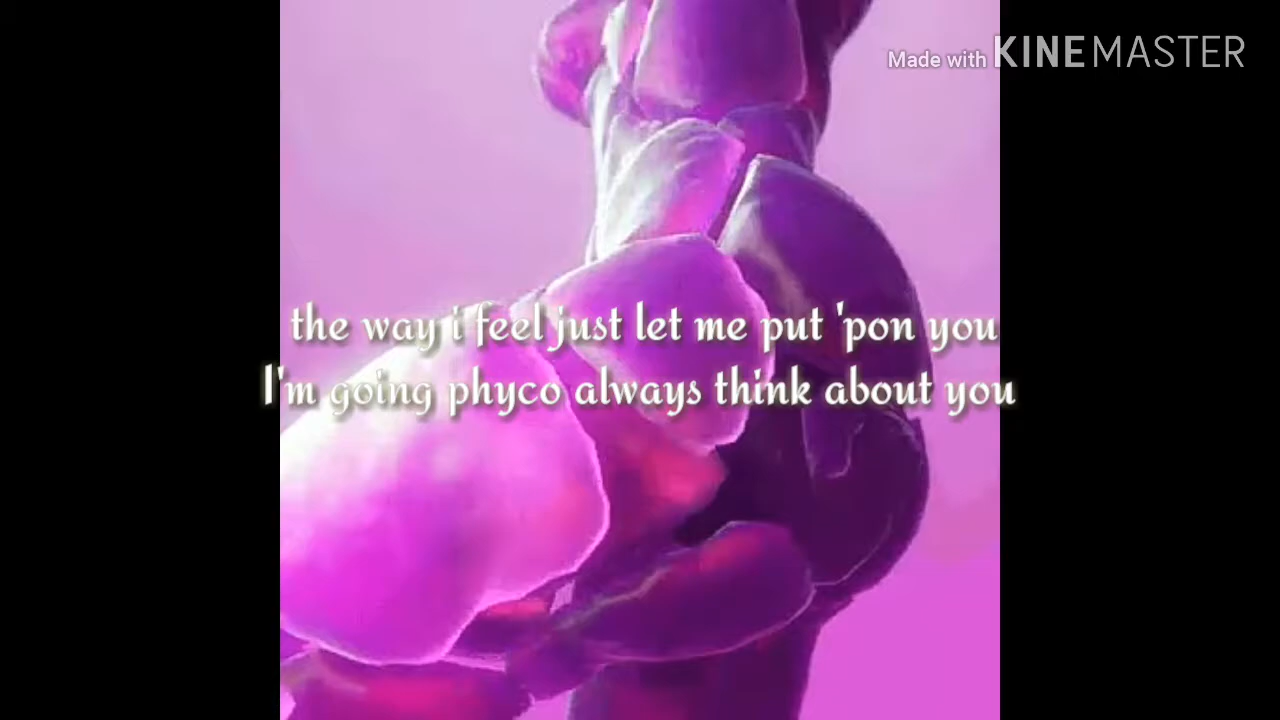 Made with KINEMASTER
the way i feel just let me put 'pon you
I'm going phyco always think about you